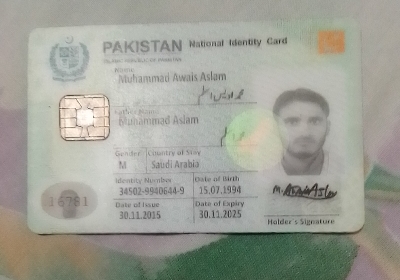 PAKISTAN National Identity Card
ISLAMIC REPUBLIC OF PAKISTAN
Name
Muhammad Awais Aslam
Father Name
Muhammad Aslam
Gender Country of Stay
M Saudi Arabia
Identity Number Date of Birth
34502-9940644-9 15.07.1994
16781
Date of Issue Date of Expiry
30.11.2015 30.11.2025
Holder's Signature